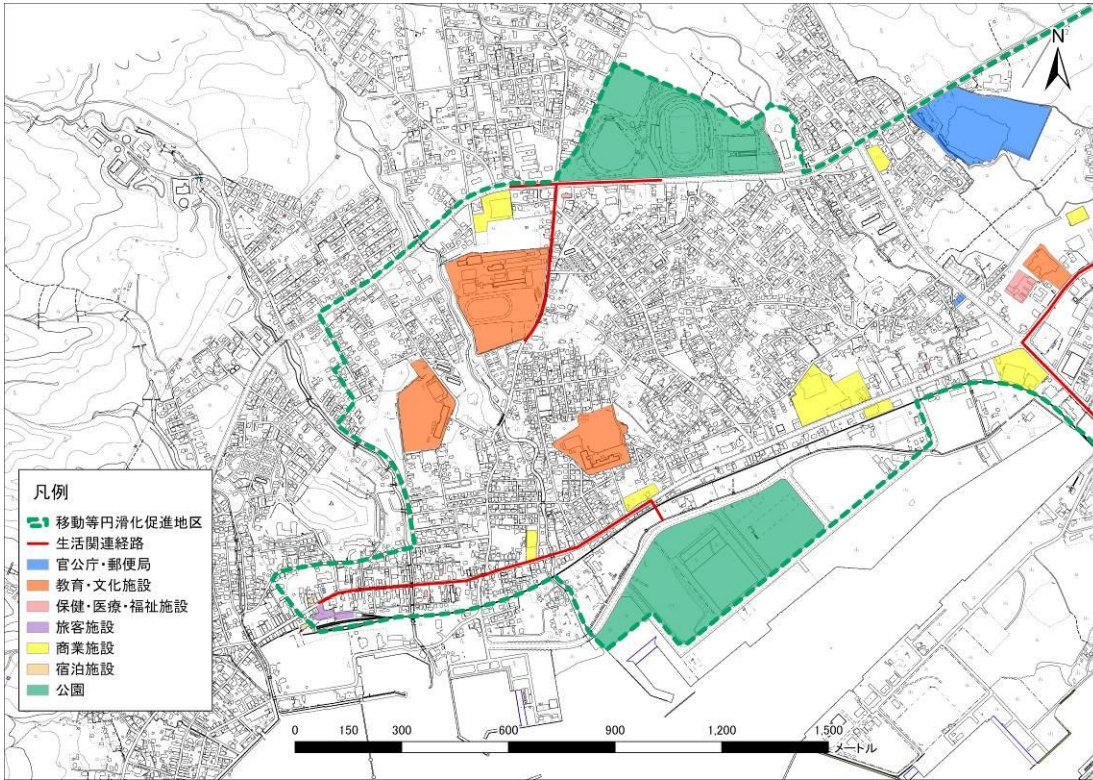 N
凡例
移動等円滑化促進地区
生活関連経路
官公庁・郵便局
教育・文化施設
保健・医療・福祉施設
旅客施設
商業施設
宿泊施設
公園
0 150 300 600 900 1,200 1,500
メートル